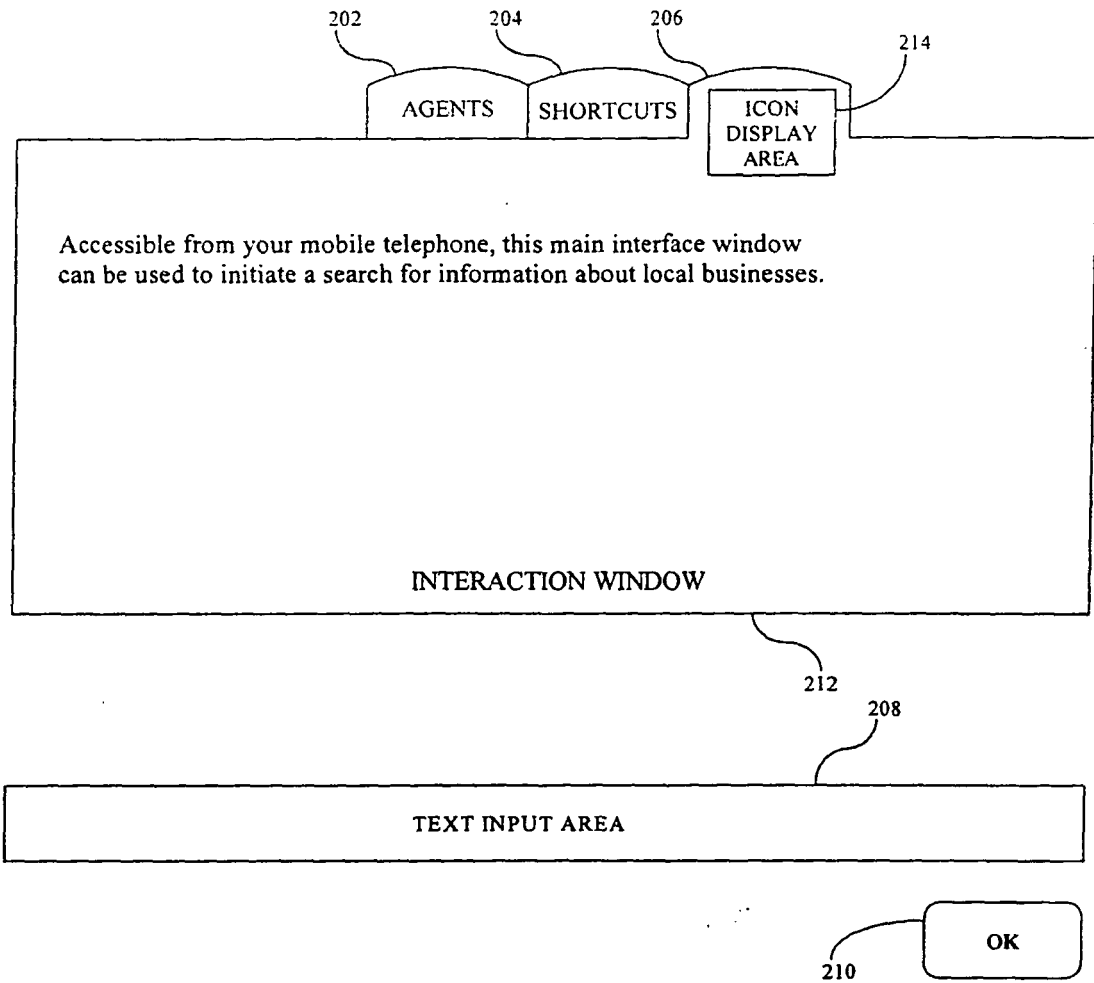 202
204
206
214
AGENTS
SHORTCUTS
ICON
DISPLAY
AREA
Accessible from your mobile telephone, this main interface window
can be used to initiate a search for information about local businesses.
INTERACTION WINDOW
212
208
TEXT INPUT AREA
OK
210